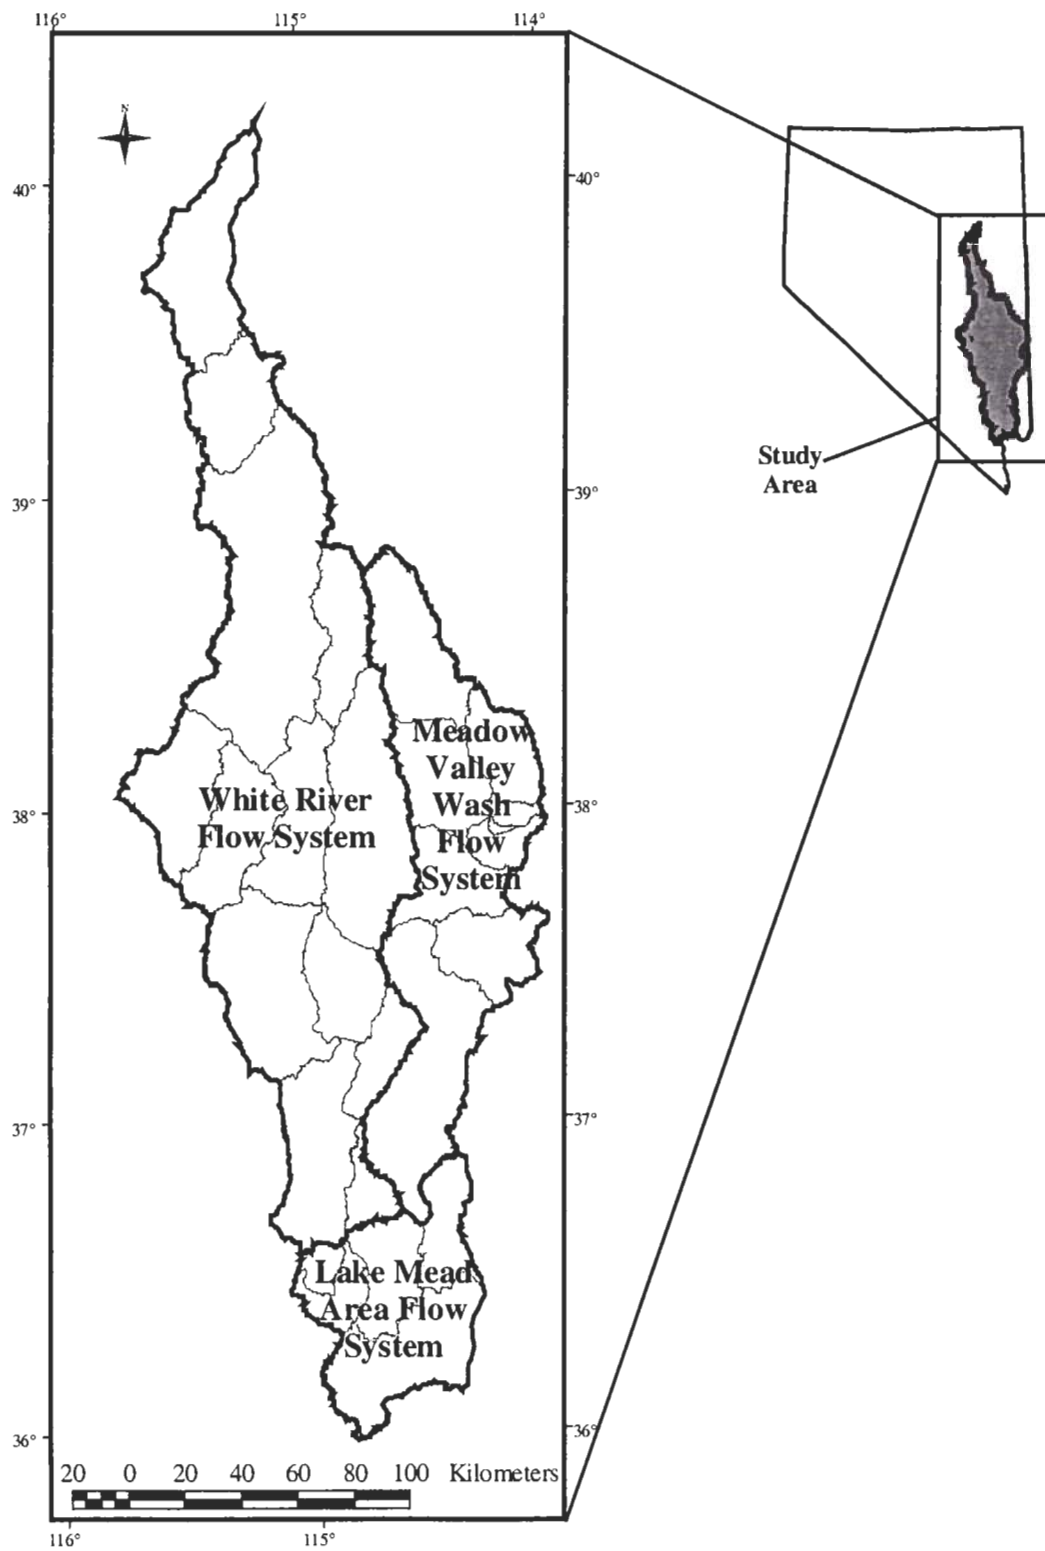 116°
115°
114°
N
40°
40°
Study
Area
39°
39°
Meadow
Valley
Wash
Flow
System
White River
Flow System
38°
38°
37°
37°
Lake Mead
Area Flow
System
36°
36°
20 0 20 40 60 80 100 Kilometers
116°
115°